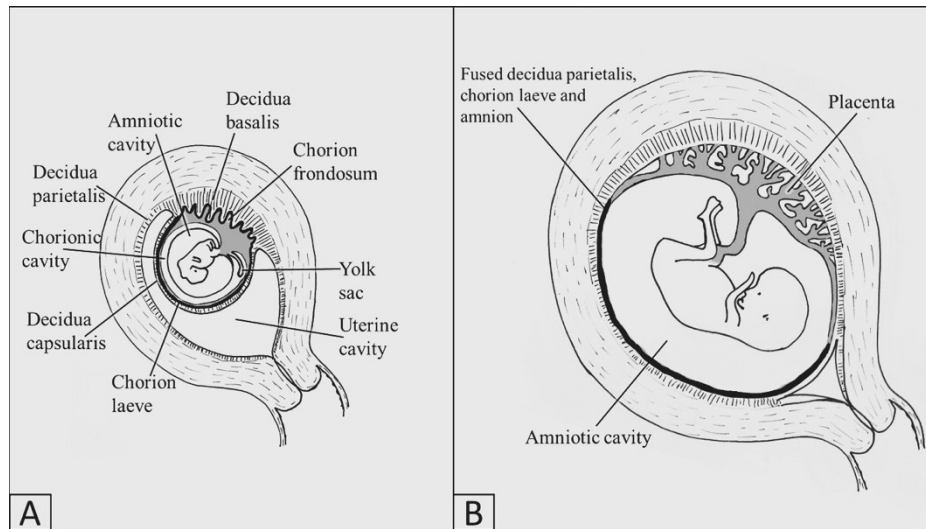 Decidua
basalis
Amniotic
cavity
Chorion
frondosum
Decidua
parietalis
Chorionic
cavity
Yolk
sac
Decidua
capsularis
Uterine
cavity
Chorion
laeve
A
Fused decidua parietalis,
chorion laeve and
amnion
Placenta
Amniotic cavity
B